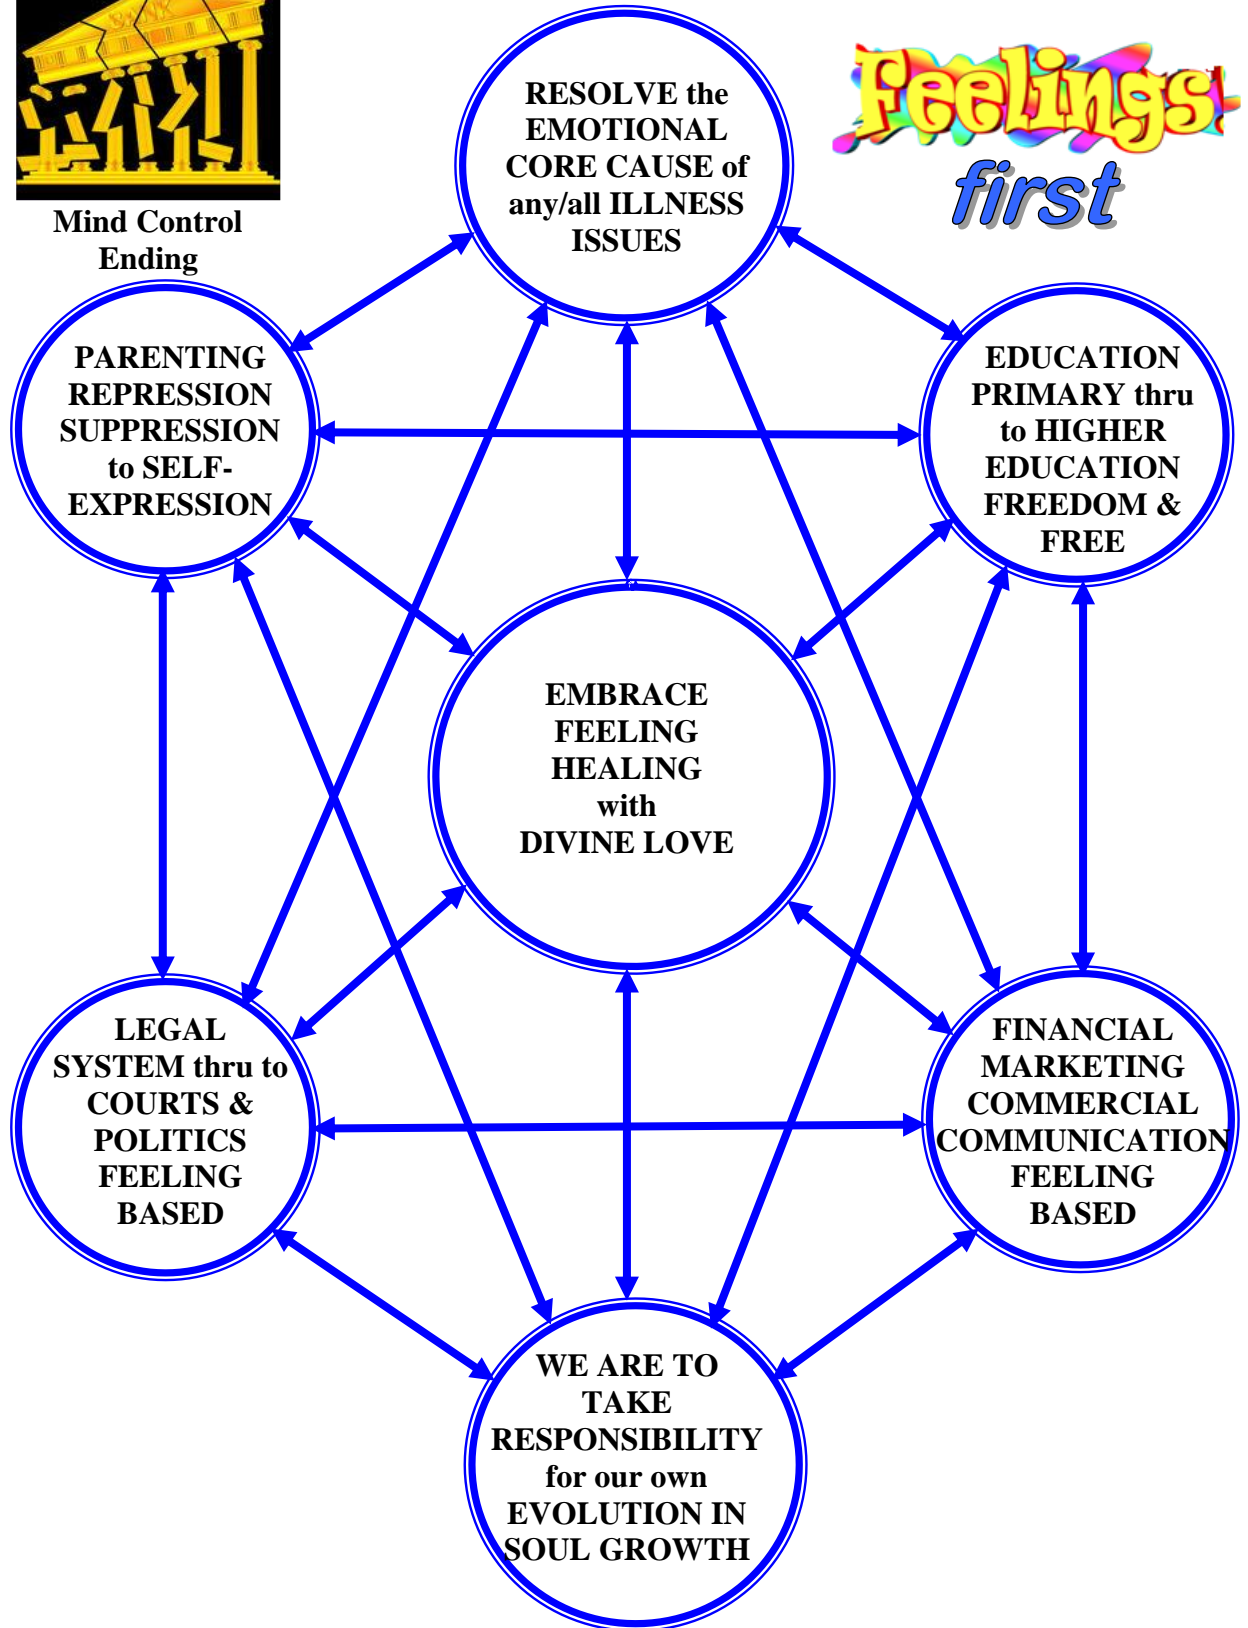 BANK
Mind Control
Ending
Feelings
first
RESOLVE the
EMOTIONAL
CORE CAUSE of
any/all ILLNESS
ISSUES
PARENTING
REPRESSION
SUPPRESSION
to SELF-
EXPRESSION
EDUCATION
PRIMARY thru
to HIGHER
EDUCATION
FREEDOM &
FREE
EMBRACE
FEELING
HEALING
with
DIVINE LOVE
LEGAL
SYSTEM thru to
COURTS &
POLITICS
FEELING
BASED
FINANCIAL
MARKETING
COMMERCIAL
COMMUNICATION
FEELING
BASED
WE ARE TO
TAKE
RESPONSIBILITY
for our own
EVOLUTION IN
SOUL GROWTH